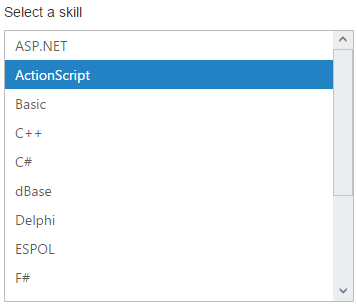 Select a skill
ASP.NET
ActionScript
Basic
C++
C#
dBase
Delphi
ESPOL
F#